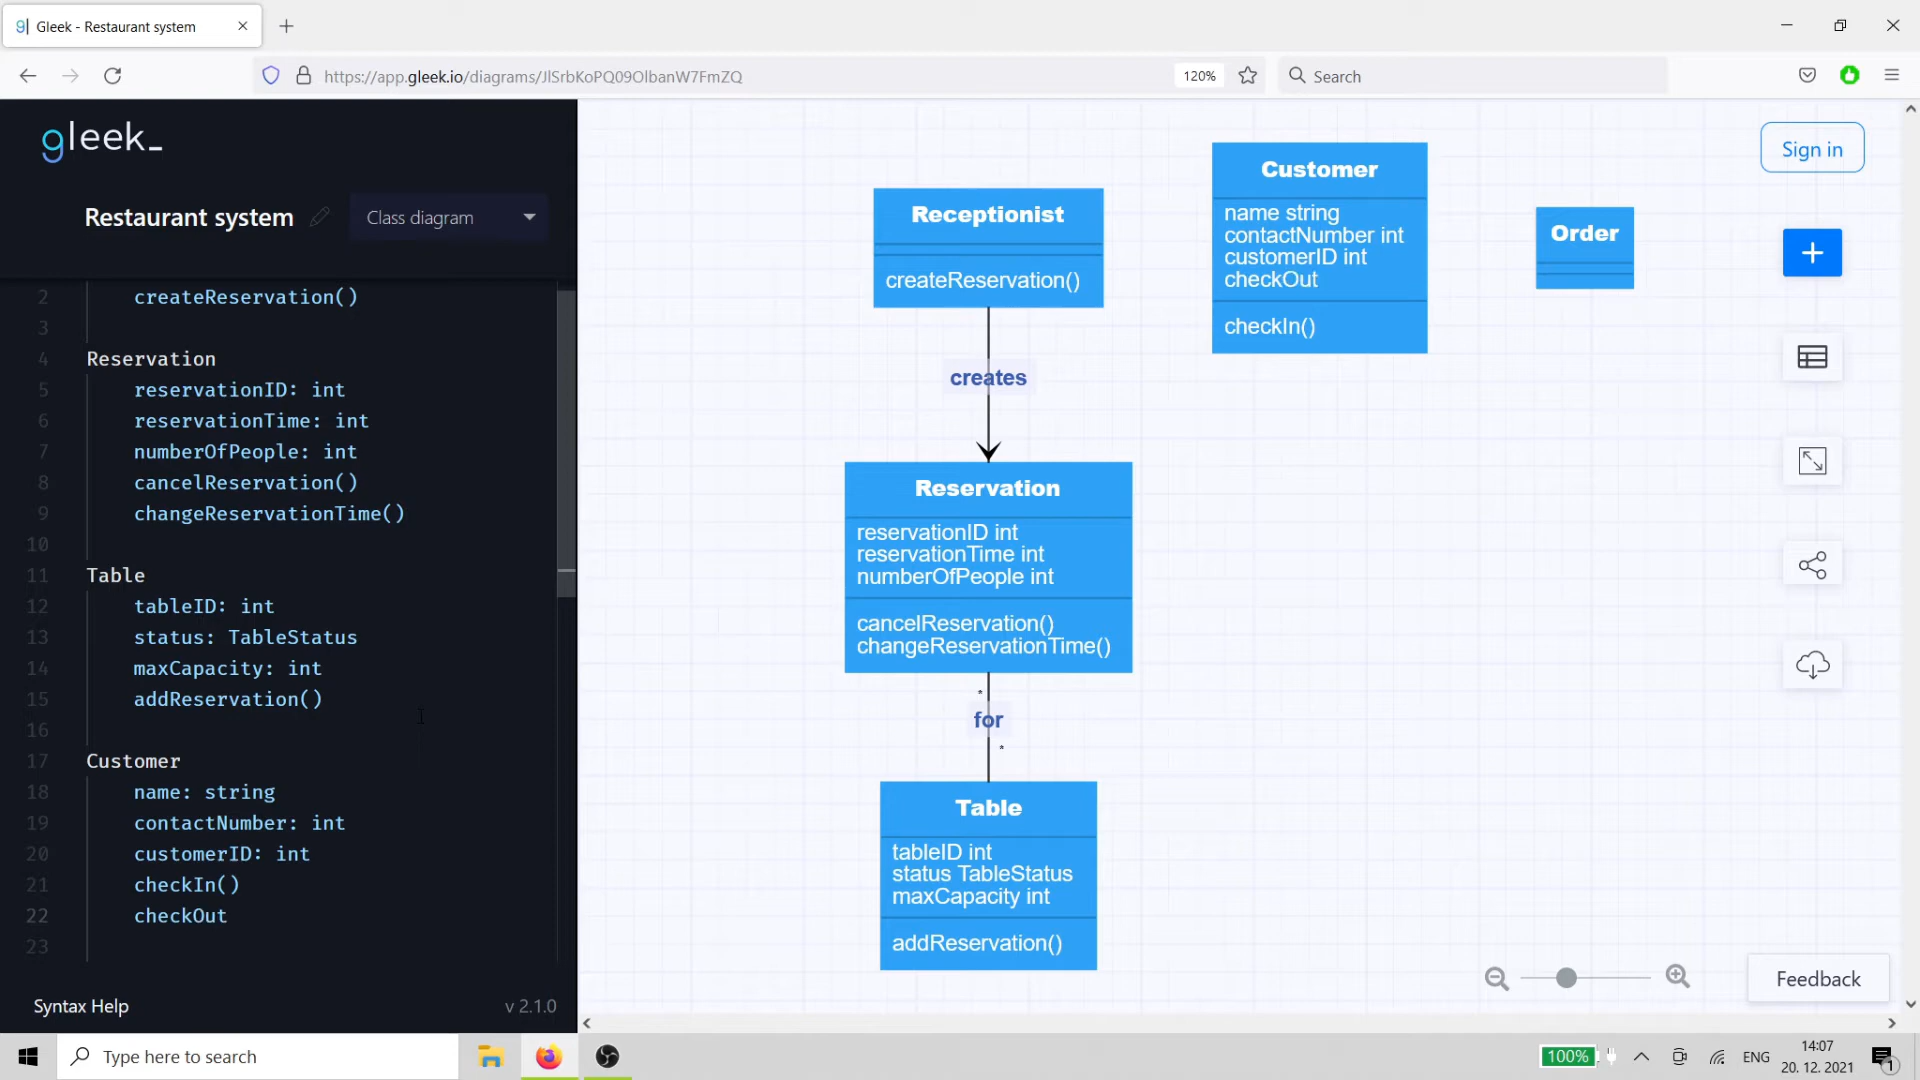 g| Gleek - Restaurant system
https://app.gleek.io/diagrams/JlSrbKoPQ09OlbanW7FmZQ
120%
Search
gleek_
Restaurant system
Class diagram
2 createReservation()
3
4 Reservation
5 reservationID: int
6 reservationTime: int
7 numberOfPeople: int
8 cancelReservation()
9 changeReservationTime()
10
11 Table
12 tableID: int
13 status: TableStatus
14 maxCapacity: int
15 addReservation()
16
17 Customer
18 name: string
19 contactNumber: int
20 customerID: int
21 checkIn()
22 checkOut
23
Syntax Help
v 2.1.0
Receptionist
createReservation()
creates
Reservation
reservationID int
reservationTime int
numberOfPeople int
cancelReservation()
changeReservationTime()
*
for
*
Table
tableID int
status TableStatus
maxCapacity int
addReservation()
Customer
name string
contactNumber int
customerID int
checkOut
checkIn()
Order
Sign in
+
Feedback
Type here to search
100%
ENG
14:07
20. 12. 2021
1